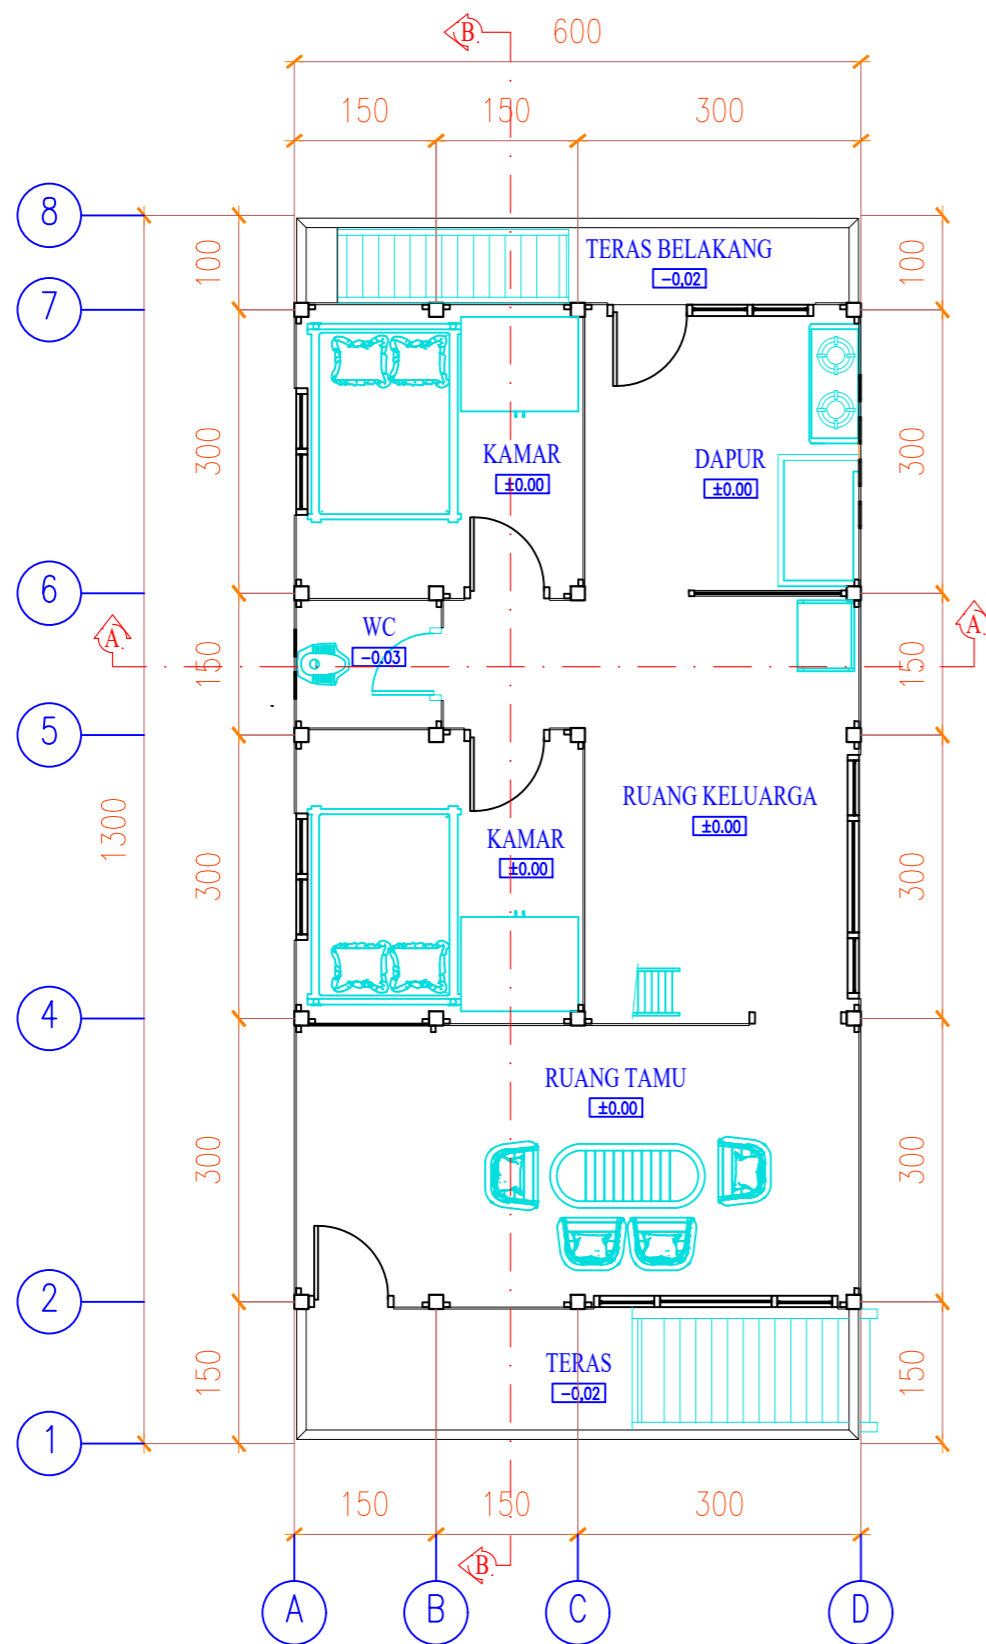 B.
600
150 150 300
8
100 100
TERAS BELAKANG
-0,02
7
300 300
KAMAR
±0.00
DAPUR
±0.00
6
A. A.
WC
-0,03
150 150
5
1300
RUANG KELUARGA
±0.00
KAMAR
±0.00
300 300
4
RUANG TAMU
±0.00
300 300
2
TERAS
-0,02
150 150
1
150 150 300
B.
A B C D